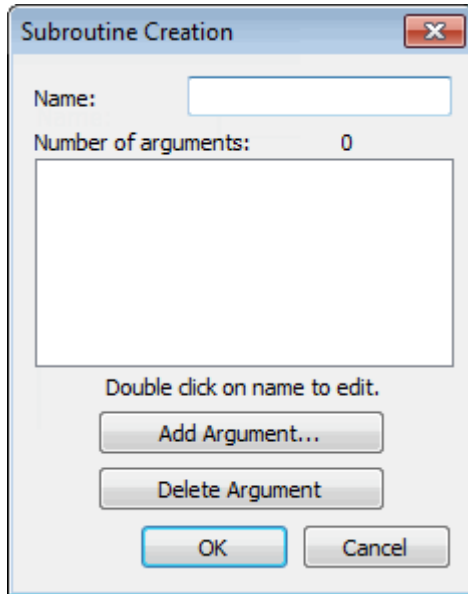 Subroutine Creation
Name:
Number of arguments: 0
Double click on name to edit.
Add Argument...
Delete Argument
OK Cancel